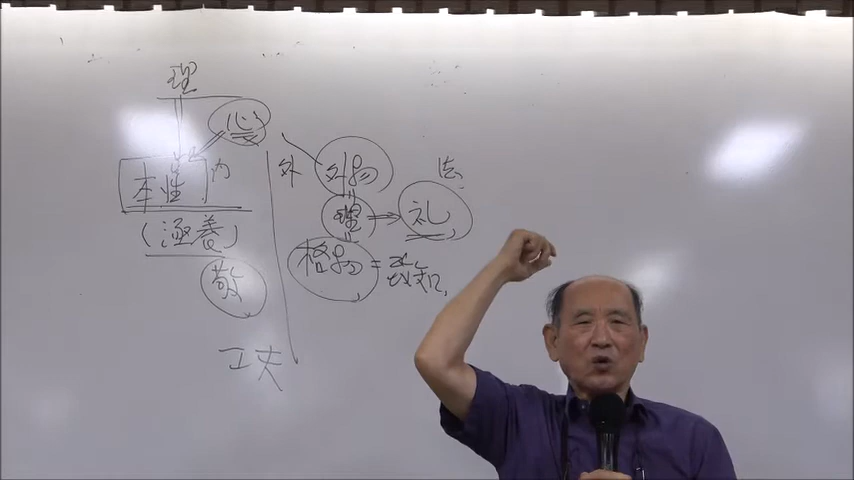 理
心
本性 内
外 外物 法
理 礼
(涵養)
格物 = 致知
敬
工夫